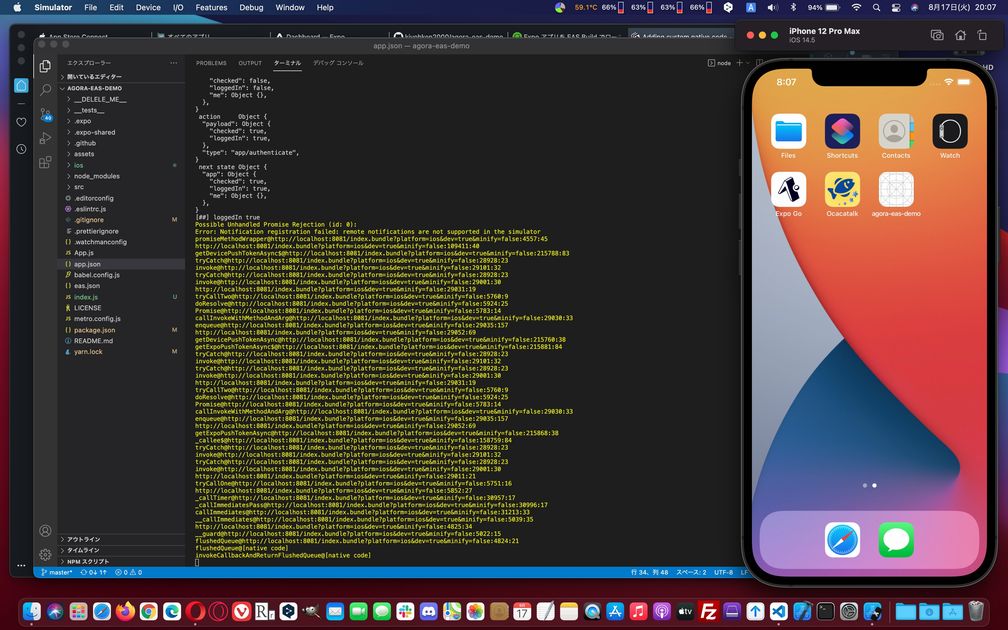 Simulator File Edit Device I/O Features Debug Window Help
59.1°C 66% 63% 63% 66% 94% 8月17日(火) 20:07
App Store Connect
すべてのアプリ
Dashboard — Expo
Adding custom native code
app.json — agora-eas-demo
エクスプローラー
開いているエディター
AGORA-EAS-DEMO
__DELELE_ME__
__tests__
.expo
.expo-shared
.github
assets
ios
node_modules
src
.editorconfig
.eslintrc.js
.gitignore M
.prettierrc
.watchmanconfig
App.js
app.json
babel.config.js
eas.json
index.js U
LICENSE
metro.config.js
package.json M
README.md
yarn.lock M
アウトライン
タイムライン
NPM スクリプト
PROBLEMS OUTPUT ターミナル デバッグ コンソール
node
"checked": false,
"loggedIn": false,
"me": Object {},
},
}
action Object {
"payload": Object {
"checked": true,
"loggedIn": true,
},
"type": "app/authenticate",
}
next state Object {
"app": Object {
"checked": true,
"loggedIn": true,
"me": Object {},
},
}
[##] loggedIn true
Possible Unhandled Promise Rejection (id: 0):
Error: Notification registration failed: remote notifications are not supported in the simulator
promiseMethodWrapper@http://localhost:8081/index.bundle?platform=ios&dev=true&minify=false:4557:45
http://localhost:8081/index.bundle?platform=ios&dev=true&minify=false:109411:40
getDevicePushTokenAsync$@http://localhost:8081/index.bundle?platform=ios&dev=true&minify=false:215788:83
tryCatch@http://localhost:8081/index.bundle?platform=ios&dev=true&minify=false:28928:23
invoke@http://localhost:8081/index.bundle?platform=ios&dev=true&minify=false:29101:32
tryCatch@http://localhost:8081/index.bundle?platform=ios&dev=true&minify=false:28928:23
invoke@http://localhost:8081/index.bundle?platform=ios&dev=true&minify=false:29001:30
http://localhost:8081/index.bundle?platform=ios&dev=true&minify=false:29031:19
tryCallTwo@http://localhost:8081/index.bundle?platform=ios&dev=true&minify=false:5760:9
doResolve@http://localhost:8081/index.bundle?platform=ios&dev=true&minify=false:5924:25
Promise@http://localhost:8081/index.bundle?platform=ios&dev=true&minify=false:5783:14
callInvokeWithMethodAndArg@http://localhost:8081/index.bundle?platform=ios&dev=true&minify=false:29030:33
enqueue@http://localhost:8081/index.bundle?platform=ios&dev=true&minify=false:29035:157
http://localhost:8081/index.bundle?platform=ios&dev=true&minify=false:29052:69
getDevicePushTokenAsync@http://localhost:8081/index.bundle?platform=ios&dev=true&minify=false:215760:38
getExpoPushTokenAsync$@http://localhost:8081/index.bundle?platform=ios&dev=true&minify=false:215881:84
tryCatch@http://localhost:8081/index.bundle?platform=ios&dev=true&minify=false:28928:23
invoke@http://localhost:8081/index.bundle?platform=ios&dev=true&minify=false:29101:32
tryCatch@http://localhost:8081/index.bundle?platform=ios&dev=true&minify=false:28928:23
invoke@http://localhost:8081/index.bundle?platform=ios&dev=true&minify=false:29001:30
http://localhost:8081/index.bundle?platform=ios&dev=true&minify=false:29031:19
tryCallTwo@http://localhost:8081/index.bundle?platform=ios&dev=true&minify=false:5760:9
doResolve@http://localhost:8081/index.bundle?platform=ios&dev=true&minify=false:5924:25
Promise@http://localhost:8081/index.bundle?platform=ios&dev=true&minify=false:5783:14
callInvokeWithMethodAndArg@http://localhost:8081/index.bundle?platform=ios&dev=true&minify=false:29030:33
enqueue@http://localhost:8081/index.bundle?platform=ios&dev=true&minify=false:29035:157
http://localhost:8081/index.bundle?platform=ios&dev=true&minify=false:29052:69
getExpoPushTokenAsync@http://localhost:8081/index.bundle?platform=ios&dev=true&minify=false:215868:38
_callee$@http://localhost:8081/index.bundle?platform=ios&dev=true&minify=false:158759:84
tryCatch@http://localhost:8081/index.bundle?platform=ios&dev=true&minify=false:28928:23
invoke@http://localhost:8081/index.bundle?platform=ios&dev=true&minify=false:29101:32
tryCatch@http://localhost:8081/index.bundle?platform=ios&dev=true&minify=false:28928:23
invoke@http://localhost:8081/index.bundle?platform=ios&dev=true&minify=false:29001:30
http://localhost:8081/index.bundle?platform=ios&dev=true&minify=false:29011:21
tryCallOne@http://localhost:8081/index.bundle?platform=ios&dev=true&minify=false:5751:16
http://localhost:8081/index.bundle?platform=ios&dev=true&minify=false:5852:27
_callTimer@http://localhost:8081/index.bundle?platform=ios&dev=true&minify=false:30957:17
_callImmediatesPass@http://localhost:8081/index.bundle?platform=ios&dev=true&minify=false:30996:17
callImmediates@http://localhost:8081/index.bundle?platform=ios&dev=true&minify=false:31213:33
__callImmediates@http://localhost:8081/index.bundle?platform=ios&dev=true&minify=false:5039:35
http://localhost:8081/index.bundle?platform=ios&dev=true&minify=false:4825:34
__guard@http://localhost:8081/index.bundle?platform=ios&dev=true&minify=false:5022:15
flushedQueue@http://localhost:8081/index.bundle?platform=ios&dev=true&minify=false:4824:21
flushedQueue@[native code]
invokeCallbackAndReturnFlushedQueue@[native code]
master* 0↓ 1↑ 0 0
行 34、列 48 スペース: 2 UTF-8 LF
iPhone 12 Pro Max
iOS 14.5
8:07
Files Shortcuts Contacts Watch
Expo Go Ocacatalk agora-eas-demo